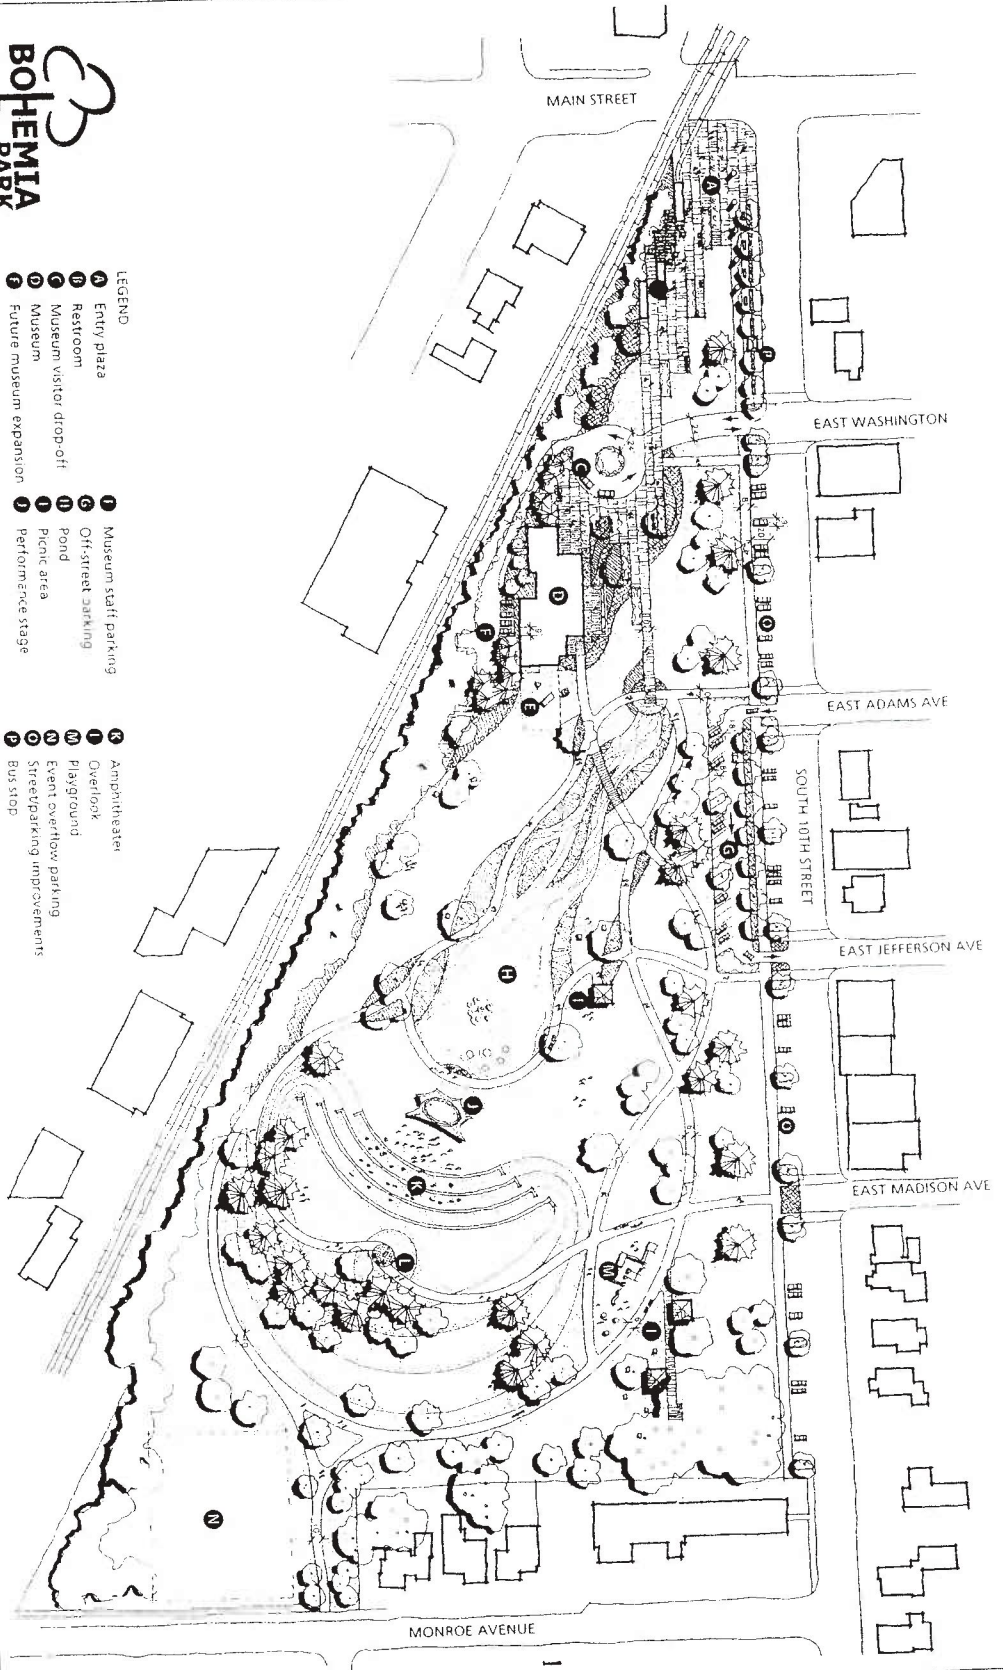 MAIN STREET
EAST WASHINGTON
EAST ADAMS AVE
SOUTH 10TH STREET
EAST JEFFERSON AVE
EAST MADISON AVE
MONROE AVENUE
BOHEMIA
PARK
LEGEND
A Entry plaza
B Restroom
C Museum visitor drop-off
D Museum
F Future museum expansion
Museum staff parking
G Off-street parking
Pond
I Picnic area
J Performance stage
K Amphitheater
Overlook
M Playground
N Event overflow parking
O Street/parking improvements
P Bus stop
A
P
C
D
O
F
E
G
H
I
J
O
K
L
M
I
N